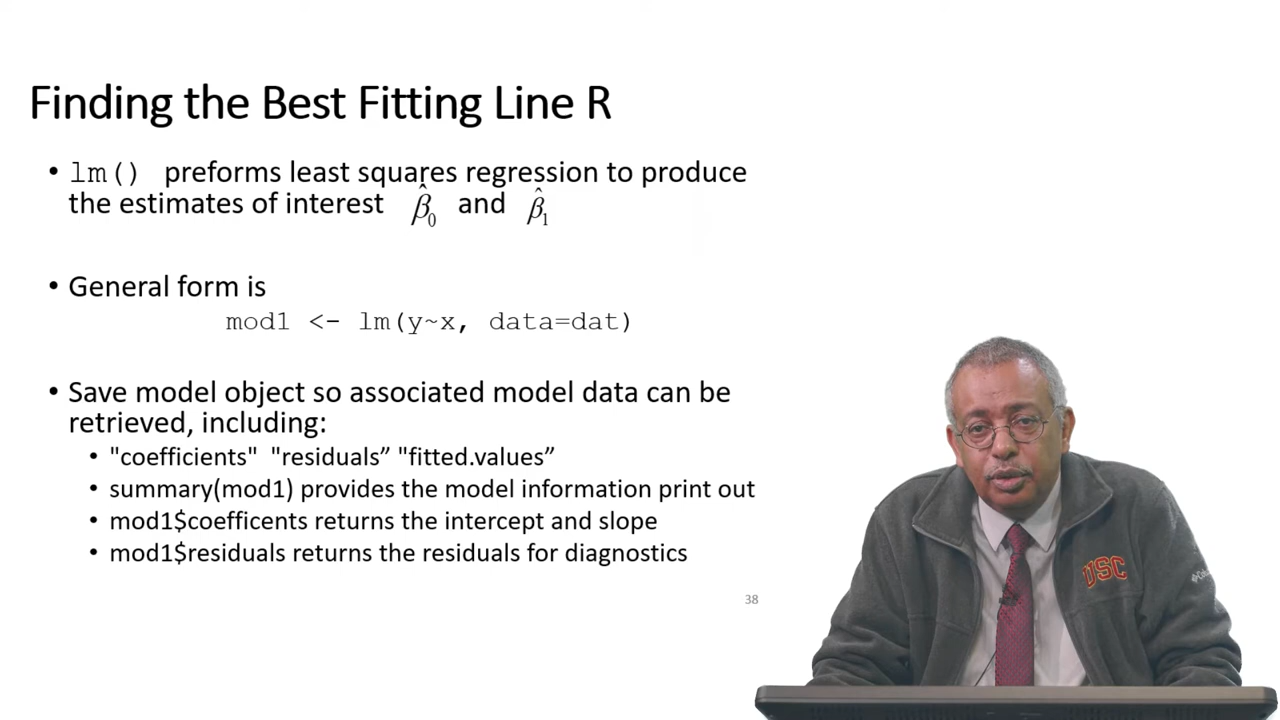 Finding the Best Fitting Line R
• lm() preforms least squares regression to produce
the estimates of interest β̂0 and β̂1
• General form is
mod1 <- lm(y~x, data=dat)
• Save model object so associated model data can be
retrieved, including:
• "coefficients" "residuals” "fitted.values”
• summary(mod1) provides the model information print out
• mod1$coefficents returns the intercept and slope
• mod1$residuals returns the residuals for diagnostics
38
USC